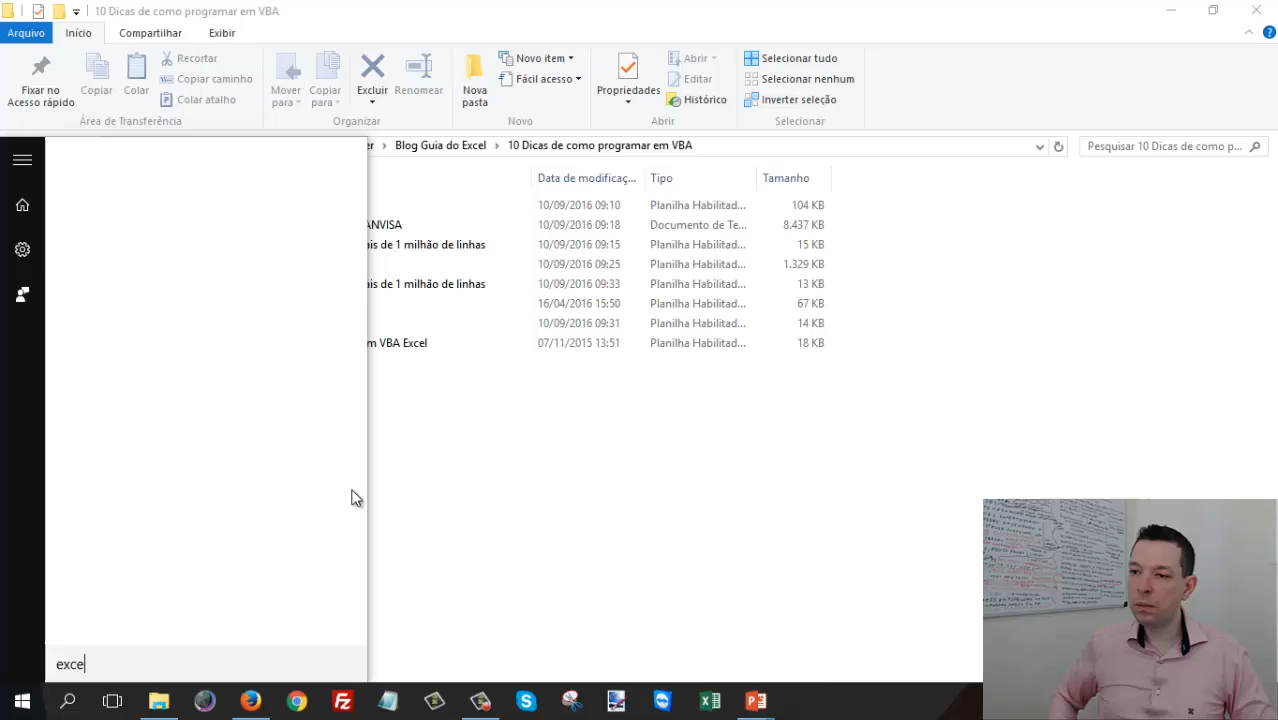 10 Dicas de como programar em VBA
Arquivo Início Compartilhar Exibir
Fixar no
Acesso rápido
Copiar
Colar
Recortar
Copiar caminho
Colar atalho
Área de Transferência
Mover
para
Copiar
para
Excluir
Renomear
Organizar
Nova
pasta
Novo item
Fácil acesso
Novo
Propriedades
Abrir
Editar
Histórico
Abrir
Selecionar tudo
Selecionar nenhum
Inverter seleção
Selecionar
er Blog Guia do Excel 10 Dicas de como programar em VBA
Pesquisar 10 Dicas de como p...
Data de modificaç... Tipo Tamanho
10/09/2016 09:10 Planilha Habilitad... 104 KB
ANVISA 10/09/2016 09:18 Documento de Te... 8.437 KB
ais de 1 milhão de linhas 10/09/2016 09:15 Planilha Habilitad... 15 KB
10/09/2016 09:25 Planilha Habilitad... 1.329 KB
ais de 1 milhão de linhas 10/09/2016 09:33 Planilha Habilitad... 13 KB
16/04/2016 15:50 Planilha Habilitad... 67 KB
10/09/2016 09:31 Planilha Habilitad... 14 KB
m VBA Excel 07/11/2015 13:51 Planilha Habilitad... 18 KB
exce